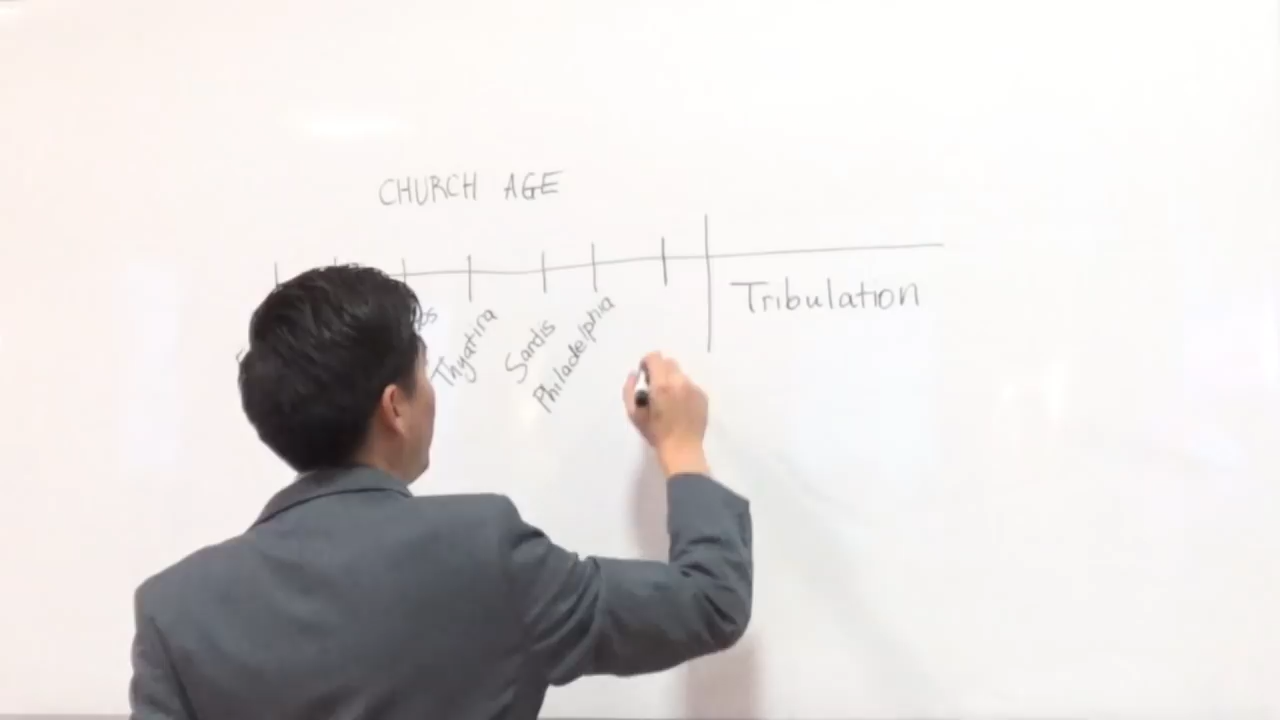 CHURCH AGE
Thyatira
Sardis
Philadelphia
Tribulation